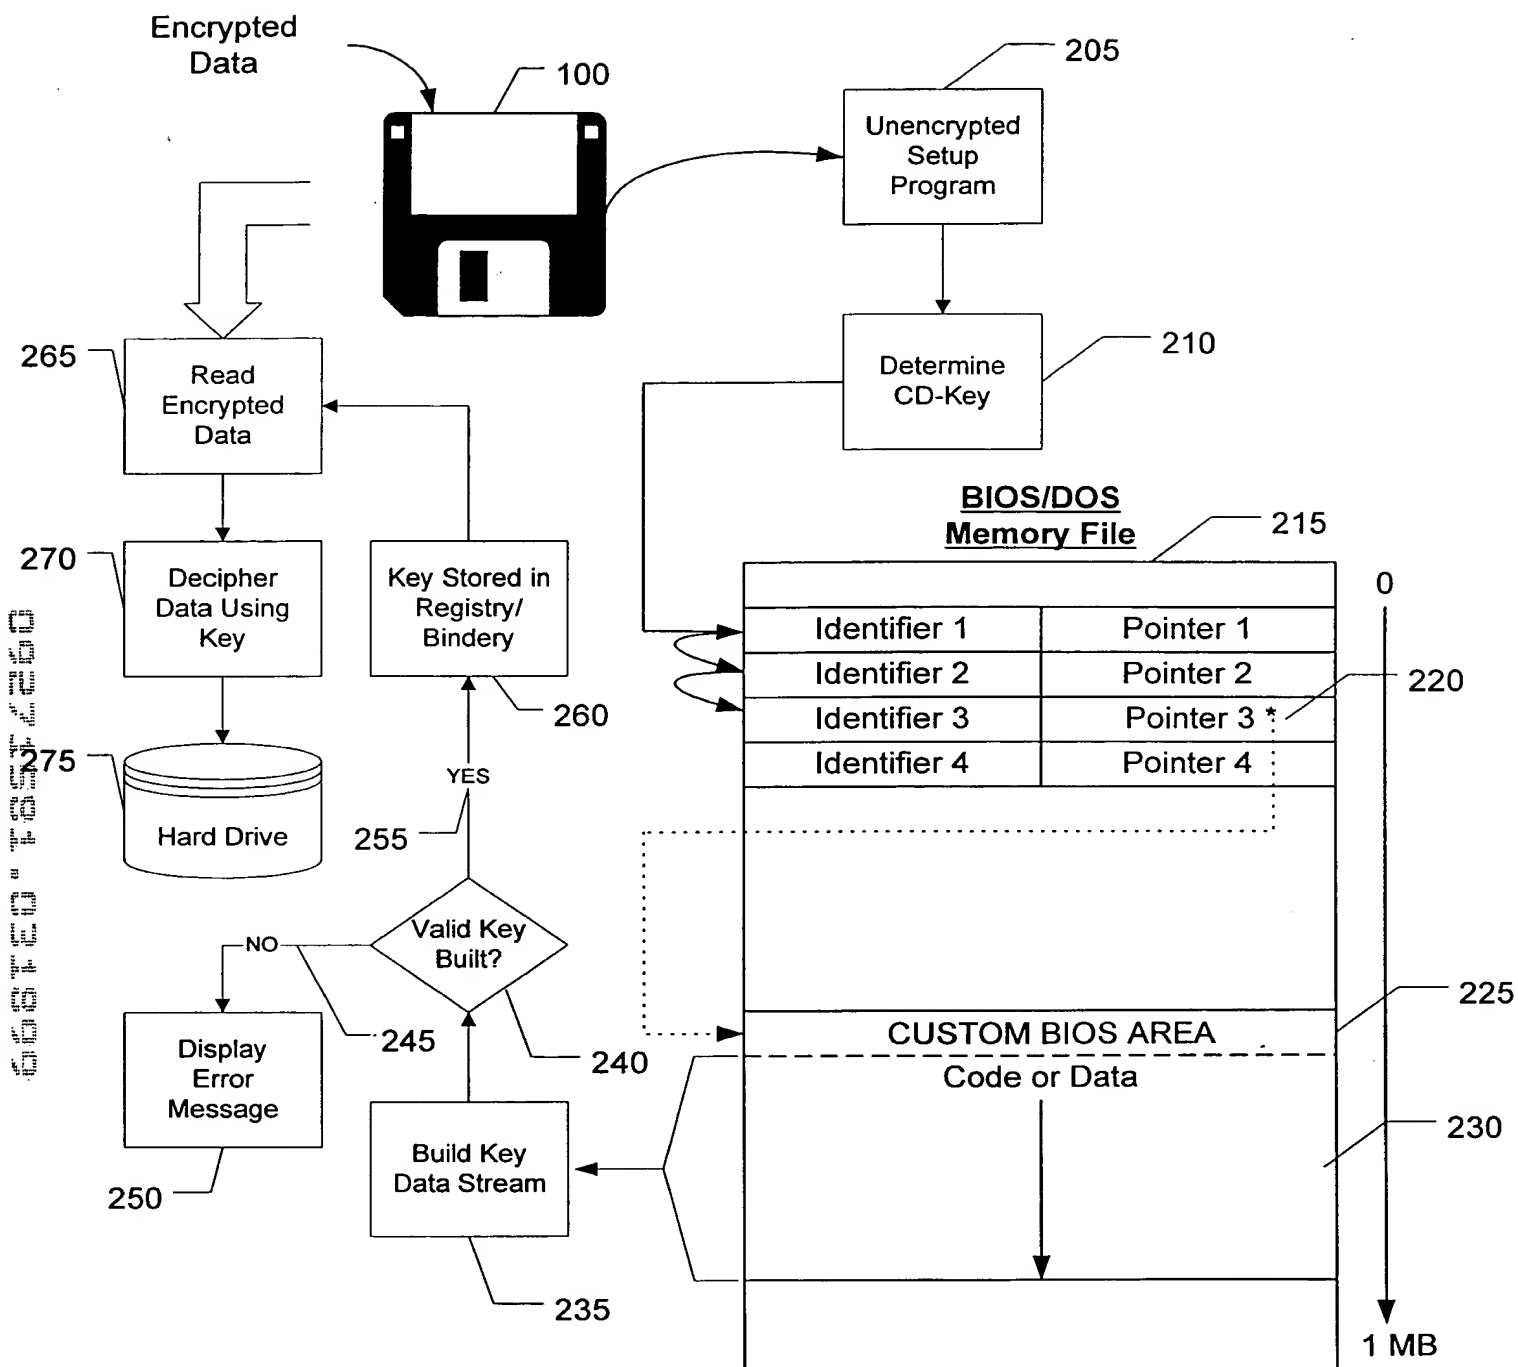 Encrypted
Data
100
205
Unencrypted
Setup
Program
265
Read
Encrypted
Data
210
Determine
CD-Key
BIOS/DOS
Memory File
215
270
Decipher
Data Using
Key
Key Stored in
Registry/
Bindery
260
0
Identifier 1
Pointer 1
Identifier 2
Pointer 2
220
Identifier 3
Pointer 3 *
Identifier 4
Pointer 4
275
Hard Drive
YES
255
Valid Key
Built?
NO
245
240
Display
Error
Message
250
225
CUSTOM BIOS AREA
Code or Data
230
Build Key
Data Stream
235
1 MB